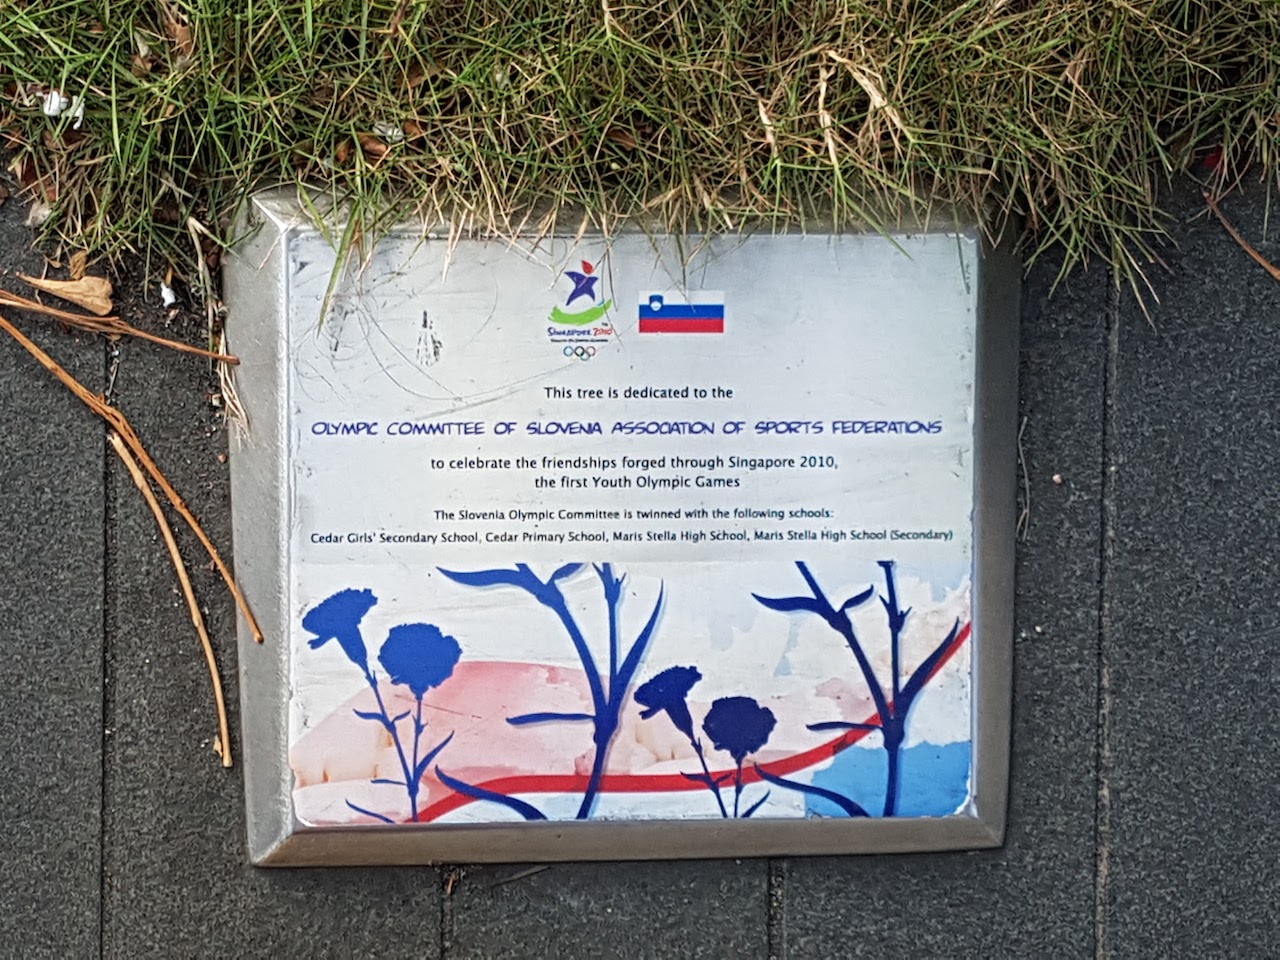 SINGAPORE 2010
This tree is dedicated to the
OLYMPIC COMMITTEE OF SLOVENIA ASSOCIATION OF SPORTS FEDERATIONS
to celebrate the friendships forged through Singapore 2010,
the first Youth Olympic Games
The Slovenia Olympic Committee is twinned with the following schools:
Cedar Girls' Secondary School, Cedar Primary School, Maris Stella High School, Maris Stella High School (Secondary)